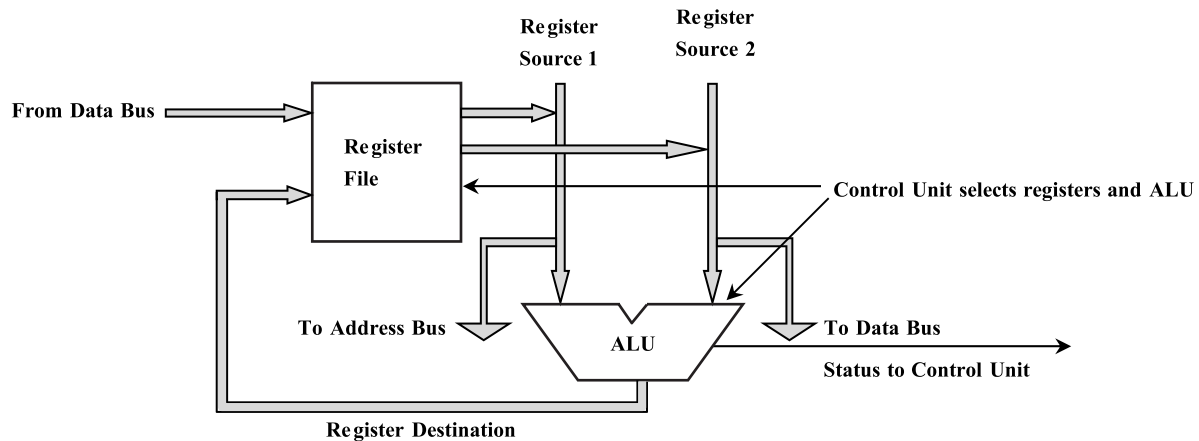 Register
Source 1
Register
Source 2
From Data Bus
Register
File
Control Unit selects registers and ALU
To Address Bus
ALU
To Data Bus
Status to Control Unit
Register Destination